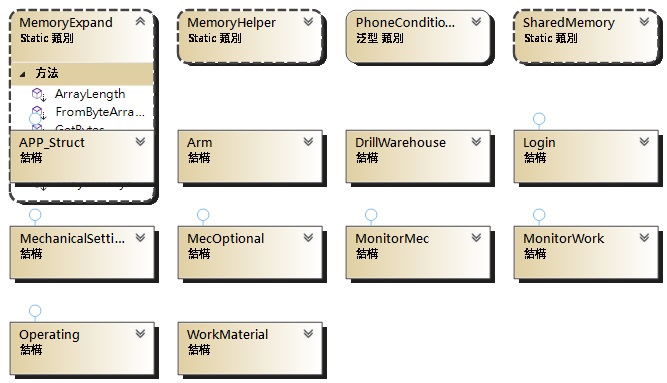 MemoryExpand
Static 類別
方法
ArrayLength
FromByteArra...
MemoryHelper
Static 類別
PhoneConditio...
泛型 類別
SharedMemory
Static 類別
APP_Struct
結構
Arm
結構
DrillWarehouse
結構
Login
結構
MechanicalSetti...
結構
MecOptional
結構
MonitorMec
結構
MonitorWork
結構
Operating
結構
WorkMaterial
結構